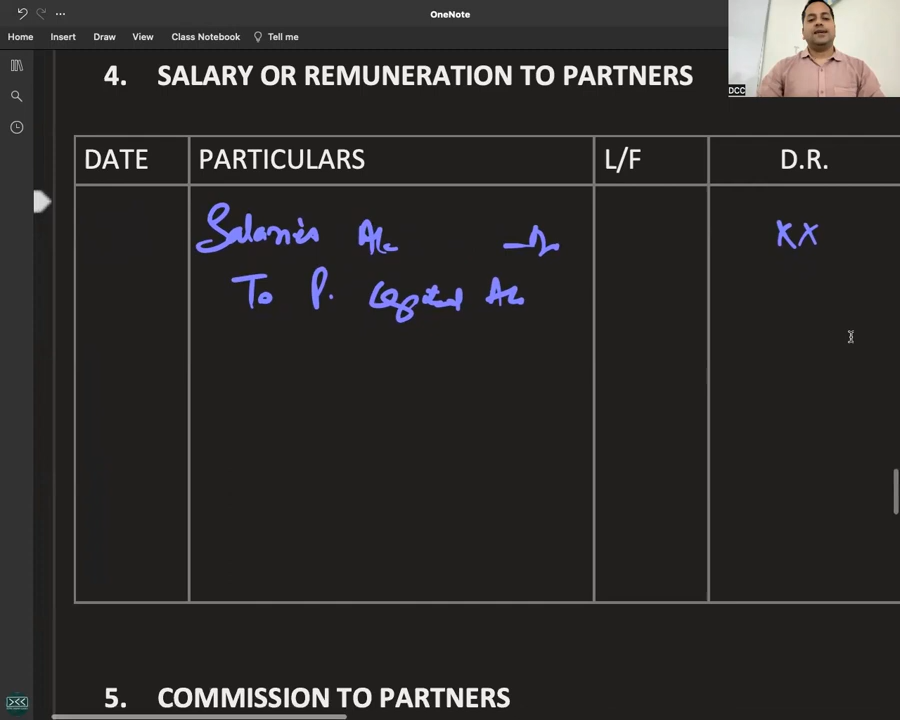 OneNote
Home Insert Draw View Class Notebook Tell me
DCC
4. SALARY OR REMUNERATION TO PARTNERS
DATE PARTICULARS L/F D.R.
Salaries A/c Dr XX
To P. Capital A/c
5. COMMISSION TO PARTNERS